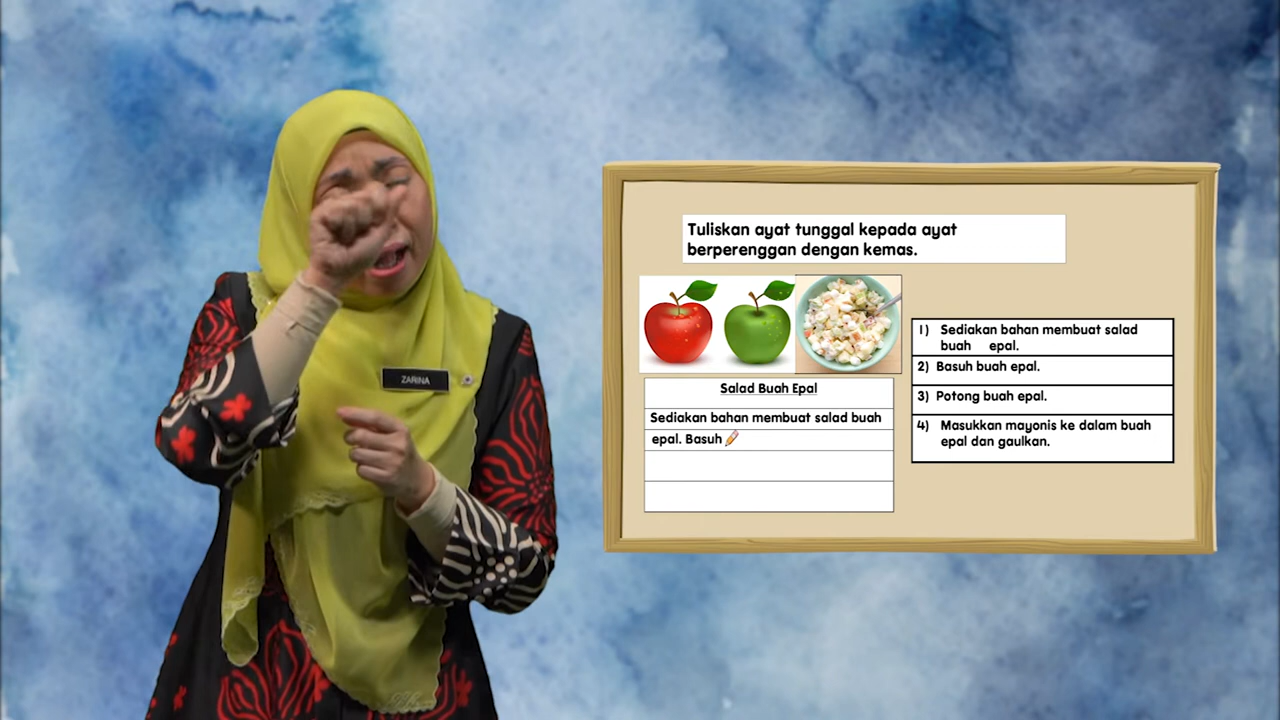 ZARINA
Tuliskan ayat tunggal kepada ayat
berperenggan dengan kemas.
Salad Buah Epal
Sediakan bahan membuat salad buah
epal. Basuh
1) Sediakan bahan membuat salad
buah epal.
2) Basuh buah epal.
3) Potong buah epal.
4) Masukkan mayonis ke dalam buah
epal dan gaulkan.